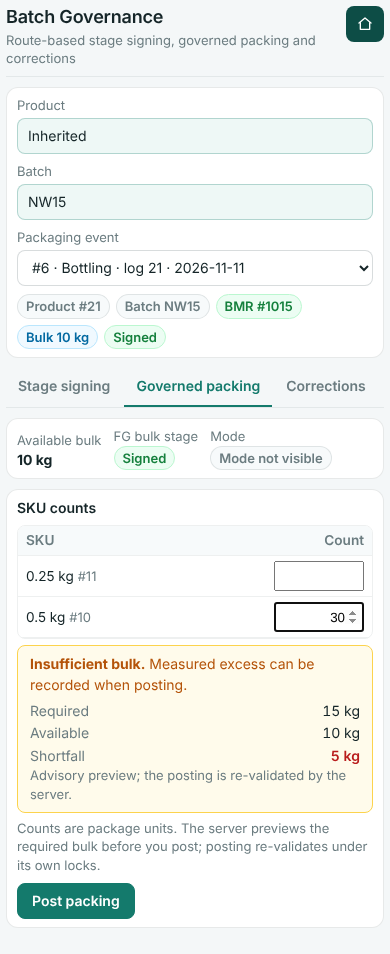 Batch Governance
Route-based stage signing, governed packing and
corrections
Product
Inherited
Batch
NW15
Packaging event
#6 · Bottling · log 21 · 2026-11-11
Product #21 Batch NW15 BMR #1015
Bulk 10 kg Signed
Stage signing Governed packing Corrections
Available bulk FG bulk stage Mode
10 kg Signed Mode not visible
SKU counts
SKU Count
0.25 kg #11
0.5 kg #10 30
Insufficient bulk. Measured excess can be
recorded when posting.
Required 15 kg
Available 10 kg
Shortfall 5 kg
Advisory preview; the posting is re-validated by the
server.
Counts are package units. The server previews the
required bulk before you post; posting re-validates under
its own locks.
Post packing